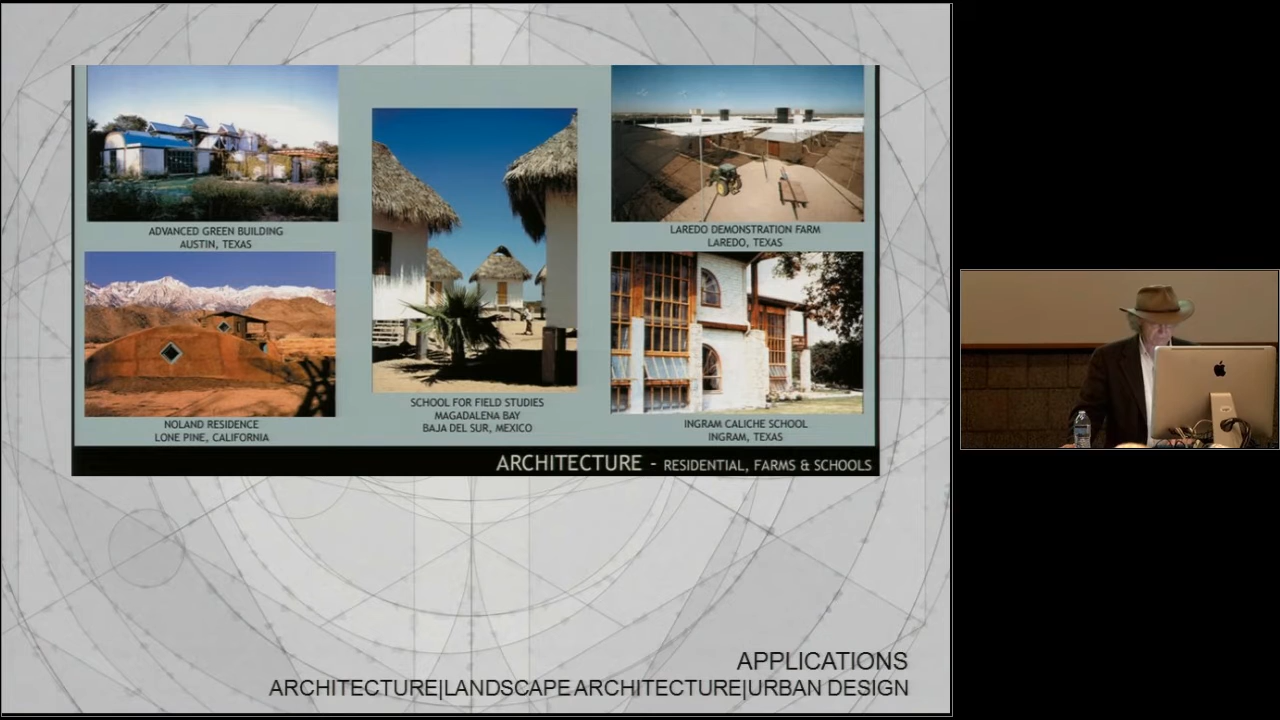 ADVANCED GREEN BUILDING
AUSTIN, TEXAS
LAREDO DEMONSTRATION FARM
LAREDO, TEXAS
SCHOOL FOR FIELD STUDIES
MAGADALENA BAY
BAJA DEL SUR, MEXICO
NOLAND RESIDENCE
LONE PINE, CALIFORNIA
INGRAM CALICHE SCHOOL
INGRAM, TEXAS
ARCHITECTURE - RESIDENTIAL, FARMS & SCHOOLS
APPLICATIONS
ARCHITECTURE|LANDSCAPE ARCHITECTURE|URBAN DESIGN